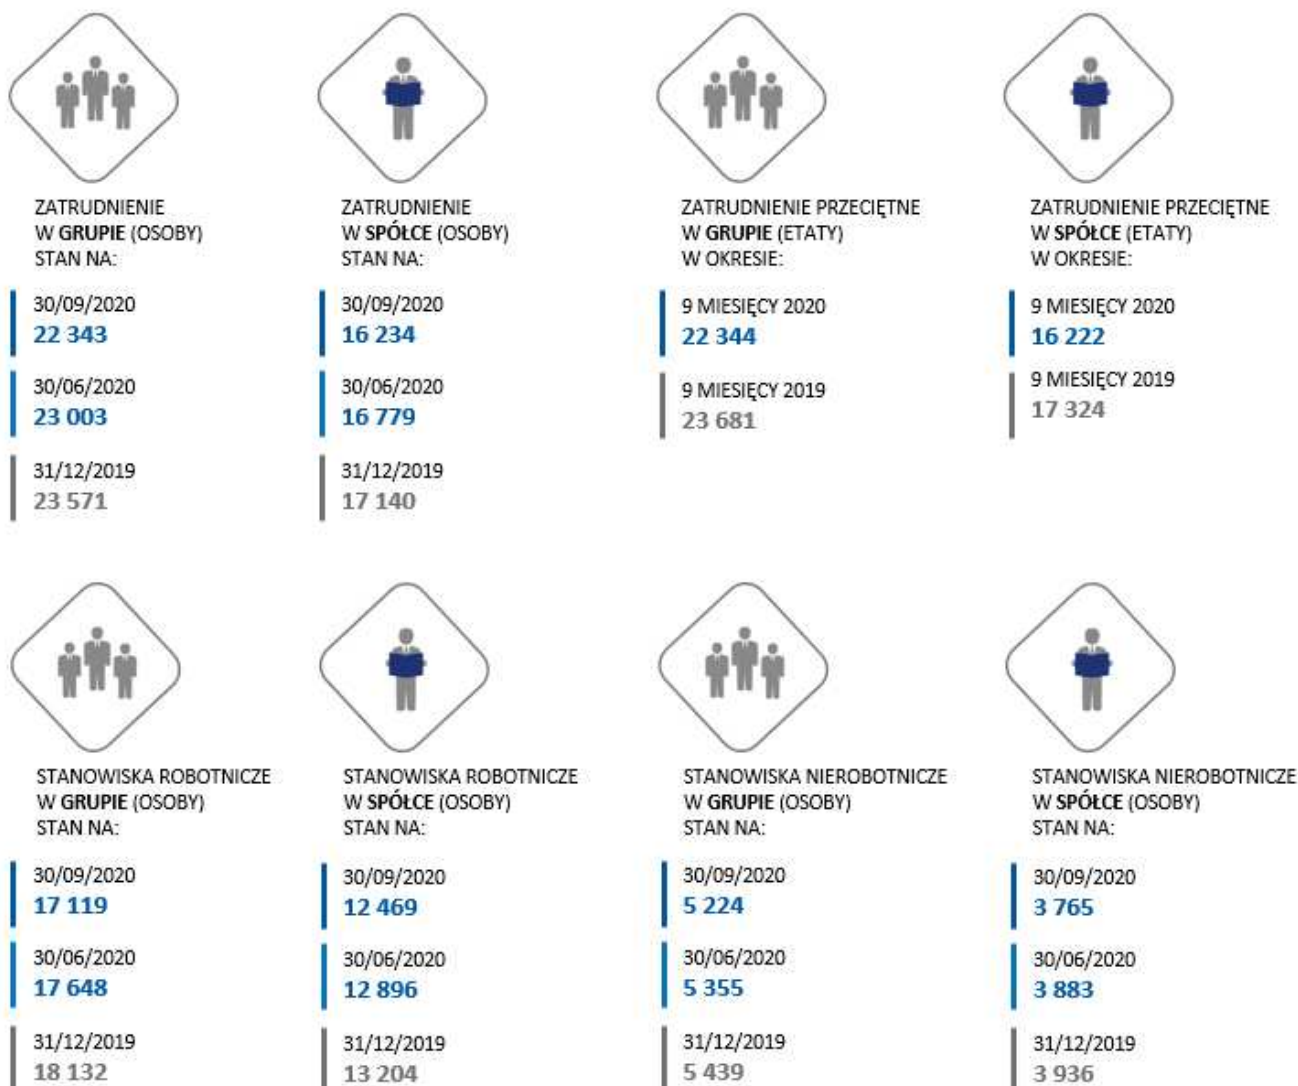 ZATRUDNIENIE
W GRUPIE (OSOBY)
STAN NA:
30/09/2020
22 343
30/06/2020
23 003
31/12/2019
23 571
ZATRUDNIENIE
W SPÓŁCE (OSOBY)
STAN NA:
30/09/2020
16 234
30/06/2020
16 779
31/12/2019
17 140
ZATRUDNIENIE PRZECIĘTNE
W GRUPIE (ETATY)
W OKRESIE:
9 MIESIĘCY 2020
22 344
9 MIESIĘCY 2019
23 681
ZATRUDNIENIE PRZECIĘTNE
W SPÓŁCE (ETATY)
W OKRESIE:
9 MIESIĘCY 2020
16 222
9 MIESIĘCY 2019
17 324
STANOWISKA ROBOTNICZE
W GRUPIE (OSOBY)
STAN NA:
30/09/2020
17 119
30/06/2020
17 648
31/12/2019
18 132
STANOWISKA ROBOTNICZE
W SPÓŁCE (OSOBY)
STAN NA:
30/09/2020
12 469
30/06/2020
12 896
31/12/2019
13 204
STANOWISKA NIEROBOTNICZE
W GRUPIE (OSOBY)
STAN NA:
30/09/2020
5 224
30/06/2020
5 355
31/12/2019
5 439
STANOWISKA NIEROBOTNICZE
W SPÓŁCE (OSOBY)
STAN NA:
30/09/2020
3 765
30/06/2020
3 883
31/12/2019
3 936